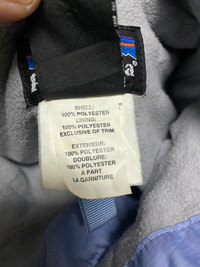 SHELL:
100% POLYESTER
LINING:
100% POLYESTER
EXCLUSIVE OF TRIM
EXTERIEUR:
100% POLYESTER
DOUBLURE:
100% POLYESTER
A PART
LA GARNITURE